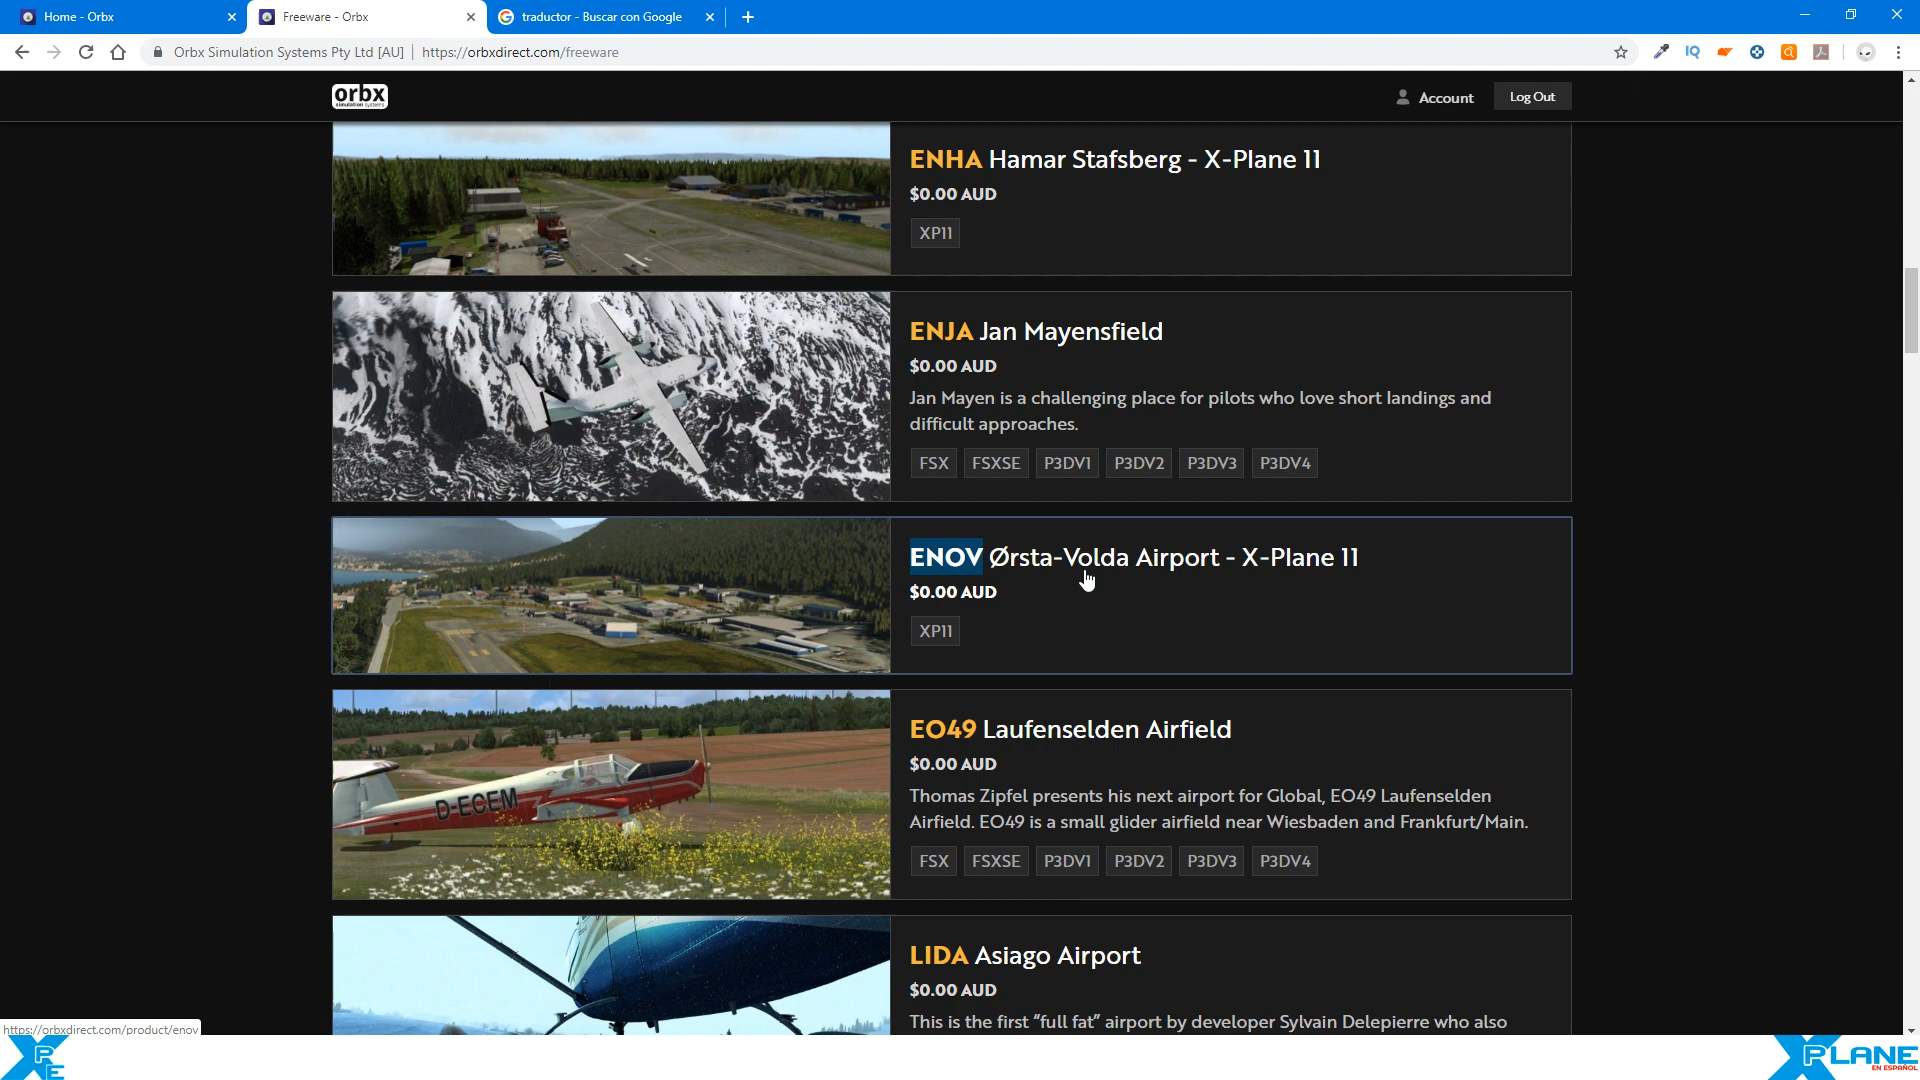 Home - Orbx
Freeware - Orbx
traductor - Buscar con Google
Orbx Simulation Systems Pty Ltd [AU] | https://orbxdirect.com/freeware
orbx
simulation systems
Account
Log Out
ENHA Hamar Stafsberg - X-Plane 11
$0.00 AUD
XP11
ENJA Jan Mayensfield
$0.00 AUD
Jan Mayen is a challenging place for pilots who love short landings and
difficult approaches.
FSX FSXSE P3DV1 P3DV2 P3DV3 P3DV4
ENOV Ørsta-Volda Airport - X-Plane 11
$0.00 AUD
XP11
D-ECEM
EO49 Laufenselden Airfield
$0.00 AUD
Thomas Zipfel presents his next airport for Global, EO49 Laufenselden
Airfield. EO49 is a small glider airfield near Wiesbaden and Frankfurt/Main.
FSX FSXSE P3DV1 P3DV2 P3DV3 P3DV4
LIDA Asiago Airport
$0.00 AUD
This is the first “full fat” airport by developer Sylvain Delepierre who also
https://orbxdirect.com/product/enov
XPE
XPLANE
EN ESPAÑOL